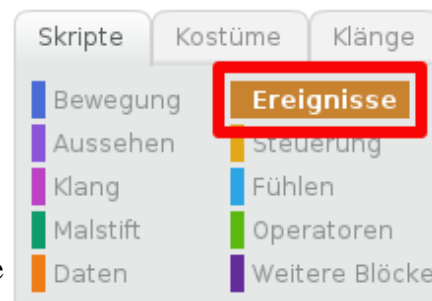 Skripte Kostüme Klänge
Bewegung Ereignisse
Aussehen Steuerung
Klang Fühlen
Malstift Operatoren
e Daten Weitere Blöcke